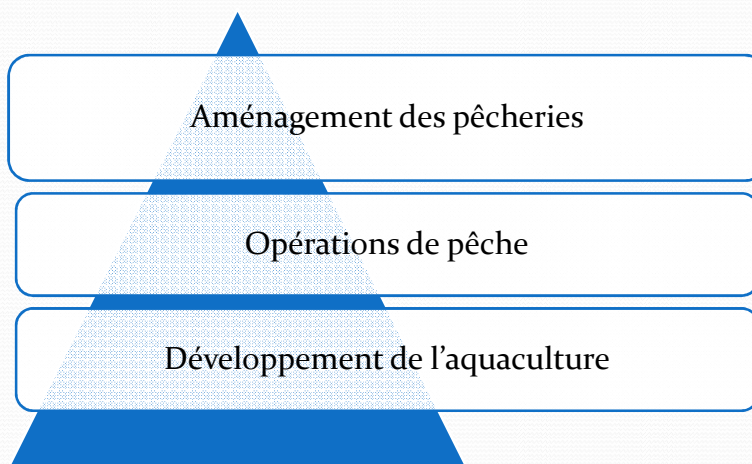 Aménagement des pêcheries
Opérations de pêche
Développement de l’aquaculture